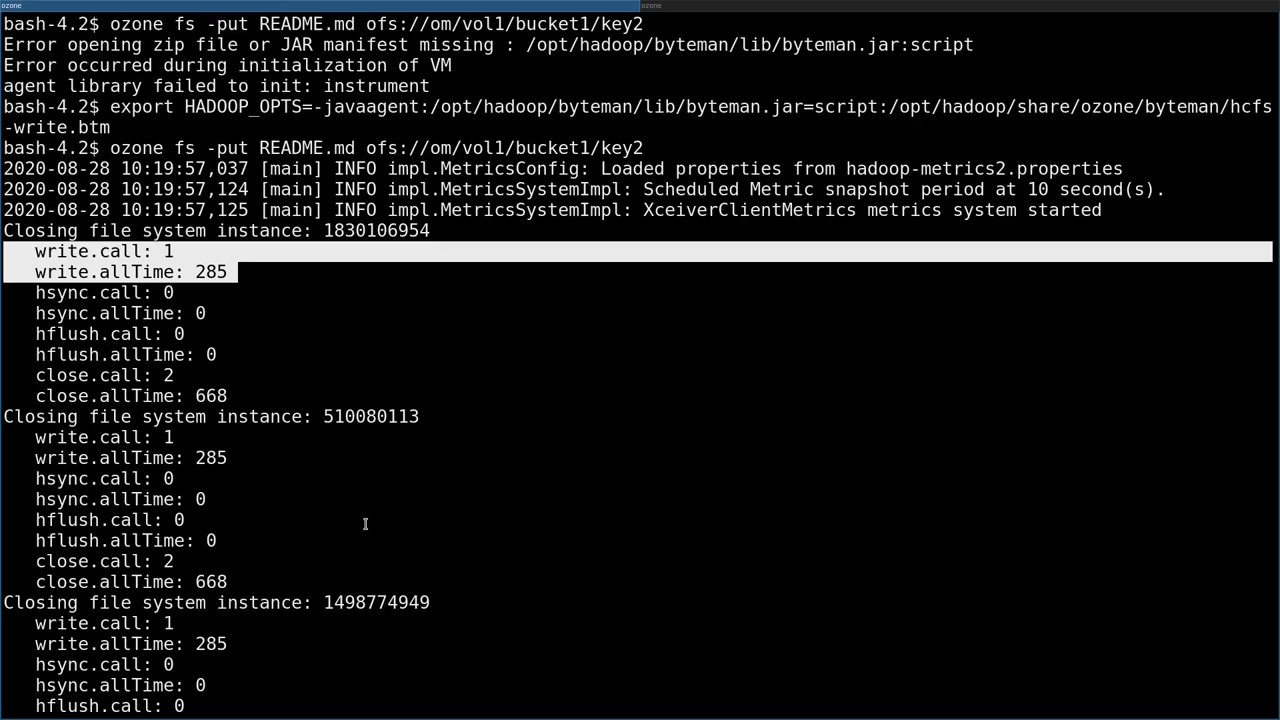 ozone ozone
bash-4.2$ ozone fs -put README.md ofs://om/vol1/bucket1/key2
Error opening zip file or JAR manifest missing : /opt/hadoop/byteman/lib/byteman.jar:script
Error occurred during initialization of VM
agent library failed to init: instrument
bash-4.2$ export HADOOP_OPTS=-javaagent:/opt/hadoop/byteman/lib/byteman.jar=script:/opt/hadoop/share/ozone/byteman/hcfs
-write.btm
bash-4.2$ ozone fs -put README.md ofs://om/vol1/bucket1/key2
2020-08-28 10:19:57,037 [main] INFO impl.MetricsConfig: Loaded properties from hadoop-metrics2.properties
2020-08-28 10:19:57,124 [main] INFO impl.MetricsSystemImpl: Scheduled Metric snapshot period at 10 second(s).
2020-08-28 10:19:57,125 [main] INFO impl.MetricsSystemImpl: XceiverClientMetrics metrics system started
Closing file system instance: 1830106954
write.call: 1
write.allTime: 285
hsync.call: 0
hsync.allTime: 0
hflush.call: 0
hflush.allTime: 0
close.call: 2
close.allTime: 668
Closing file system instance: 510080113
write.call: 1
write.allTime: 285
hsync.call: 0
hsync.allTime: 0
hflush.call: 0
hflush.allTime: 0
close.call: 2
close.allTime: 668
Closing file system instance: 1498774949
write.call: 1
write.allTime: 285
hsync.call: 0
hsync.allTime: 0
hflush.call: 0